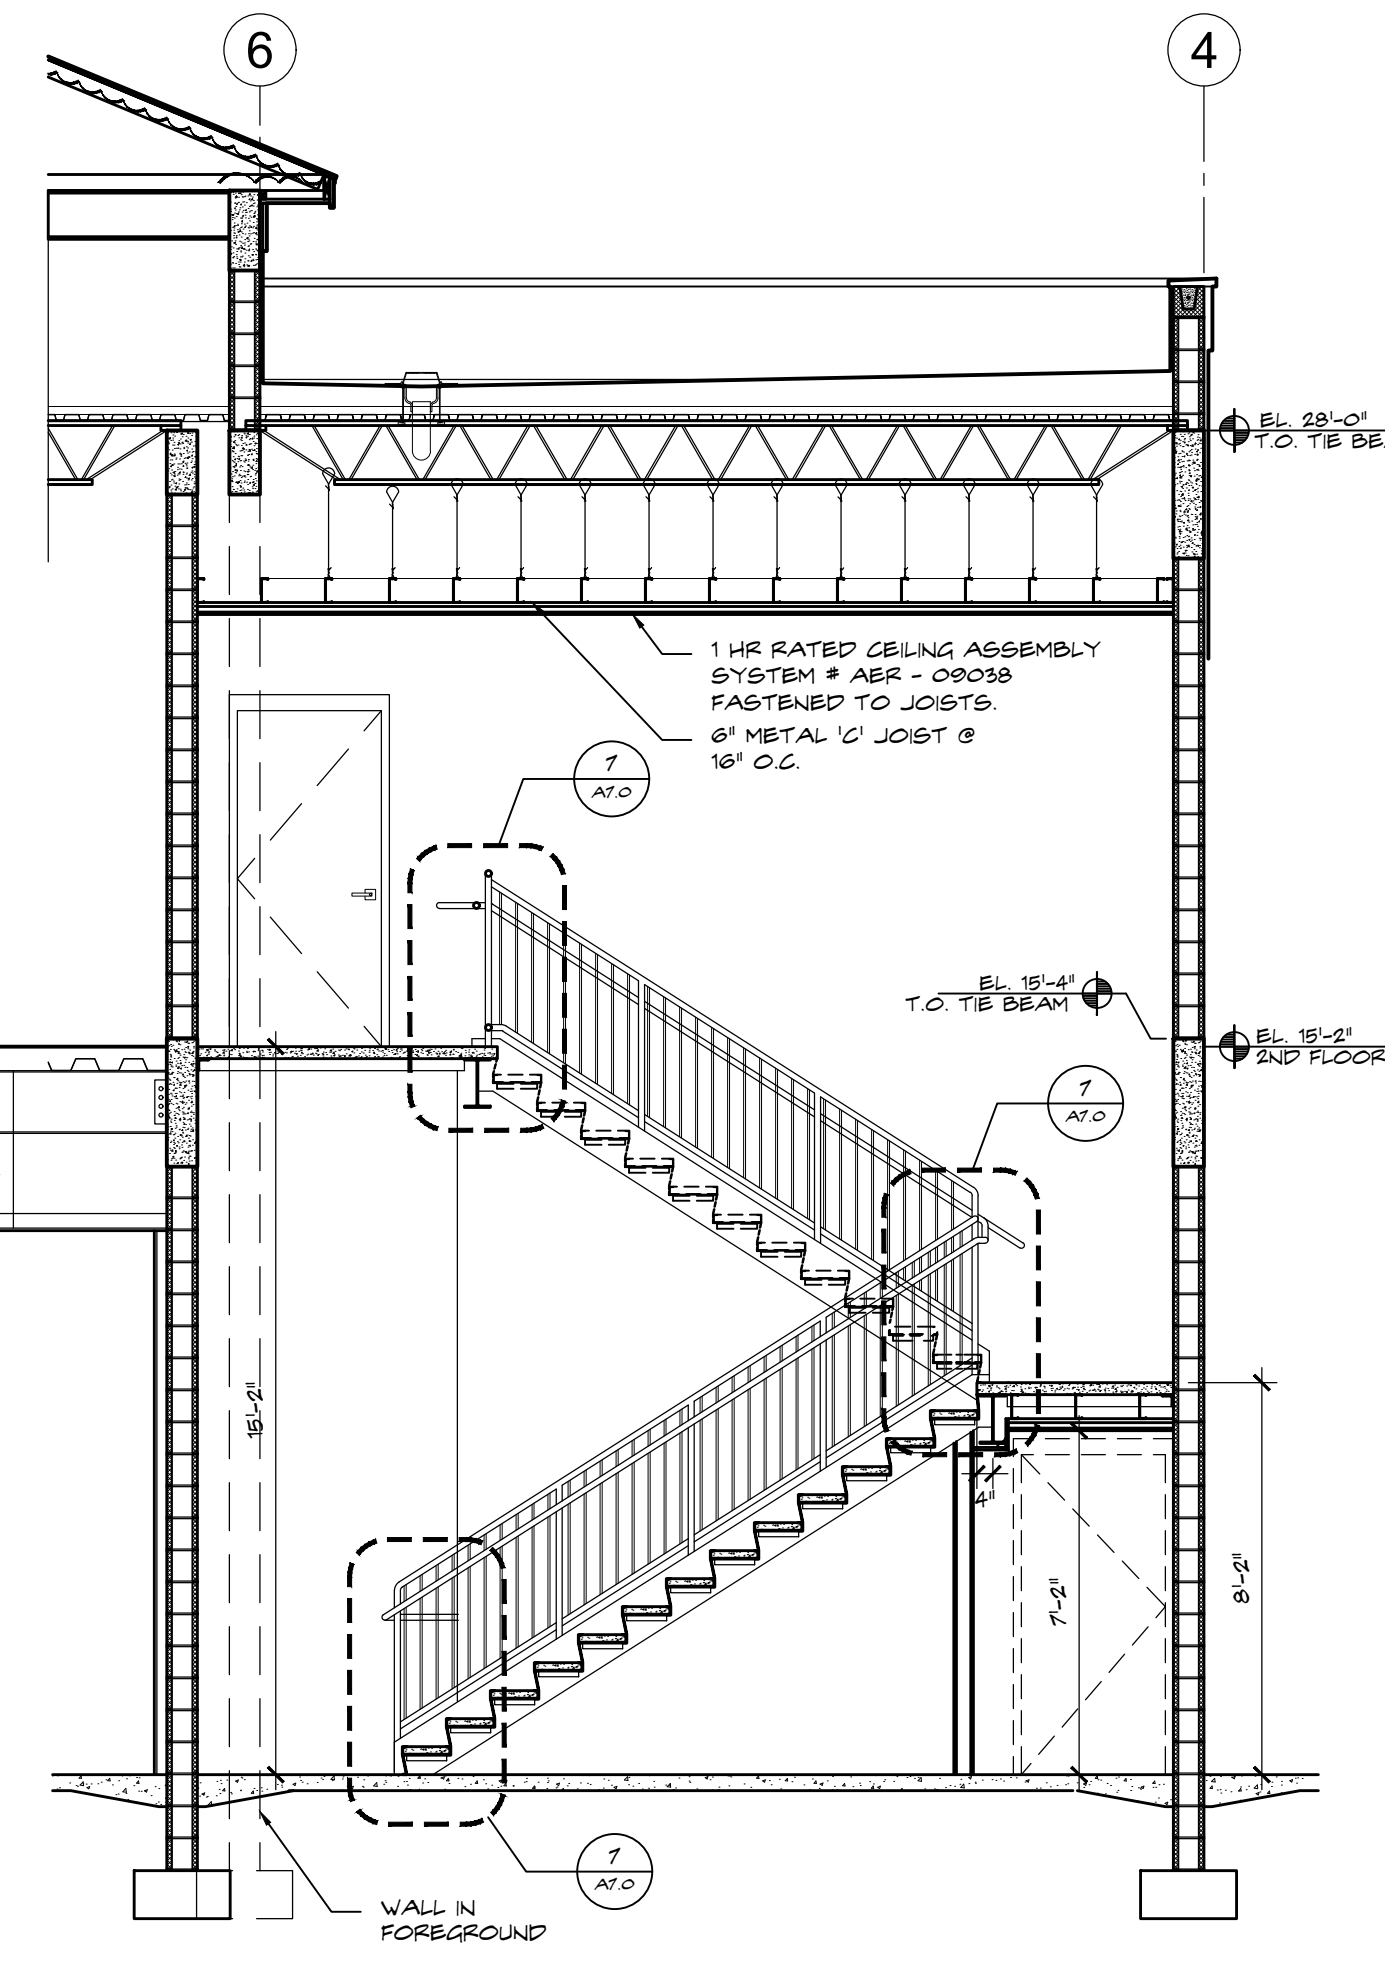 6
4
EL. 28'-0"
T.O. TIE BE
1 HR RATED CEILING ASSEMBLY
SYSTEM # AER - 09038
FASTENED TO JOISTS.
6" METAL 'C' JOIST @
16" O.C.
7
A7.0
EL. 15'-4"
T.O. TIE BEAM
EL. 15'-2"
2ND FLOOR
7
A7.0
15'-2"
4"
7'-2"
8'-2"
7
A7.0
WALL IN
FOREGROUND